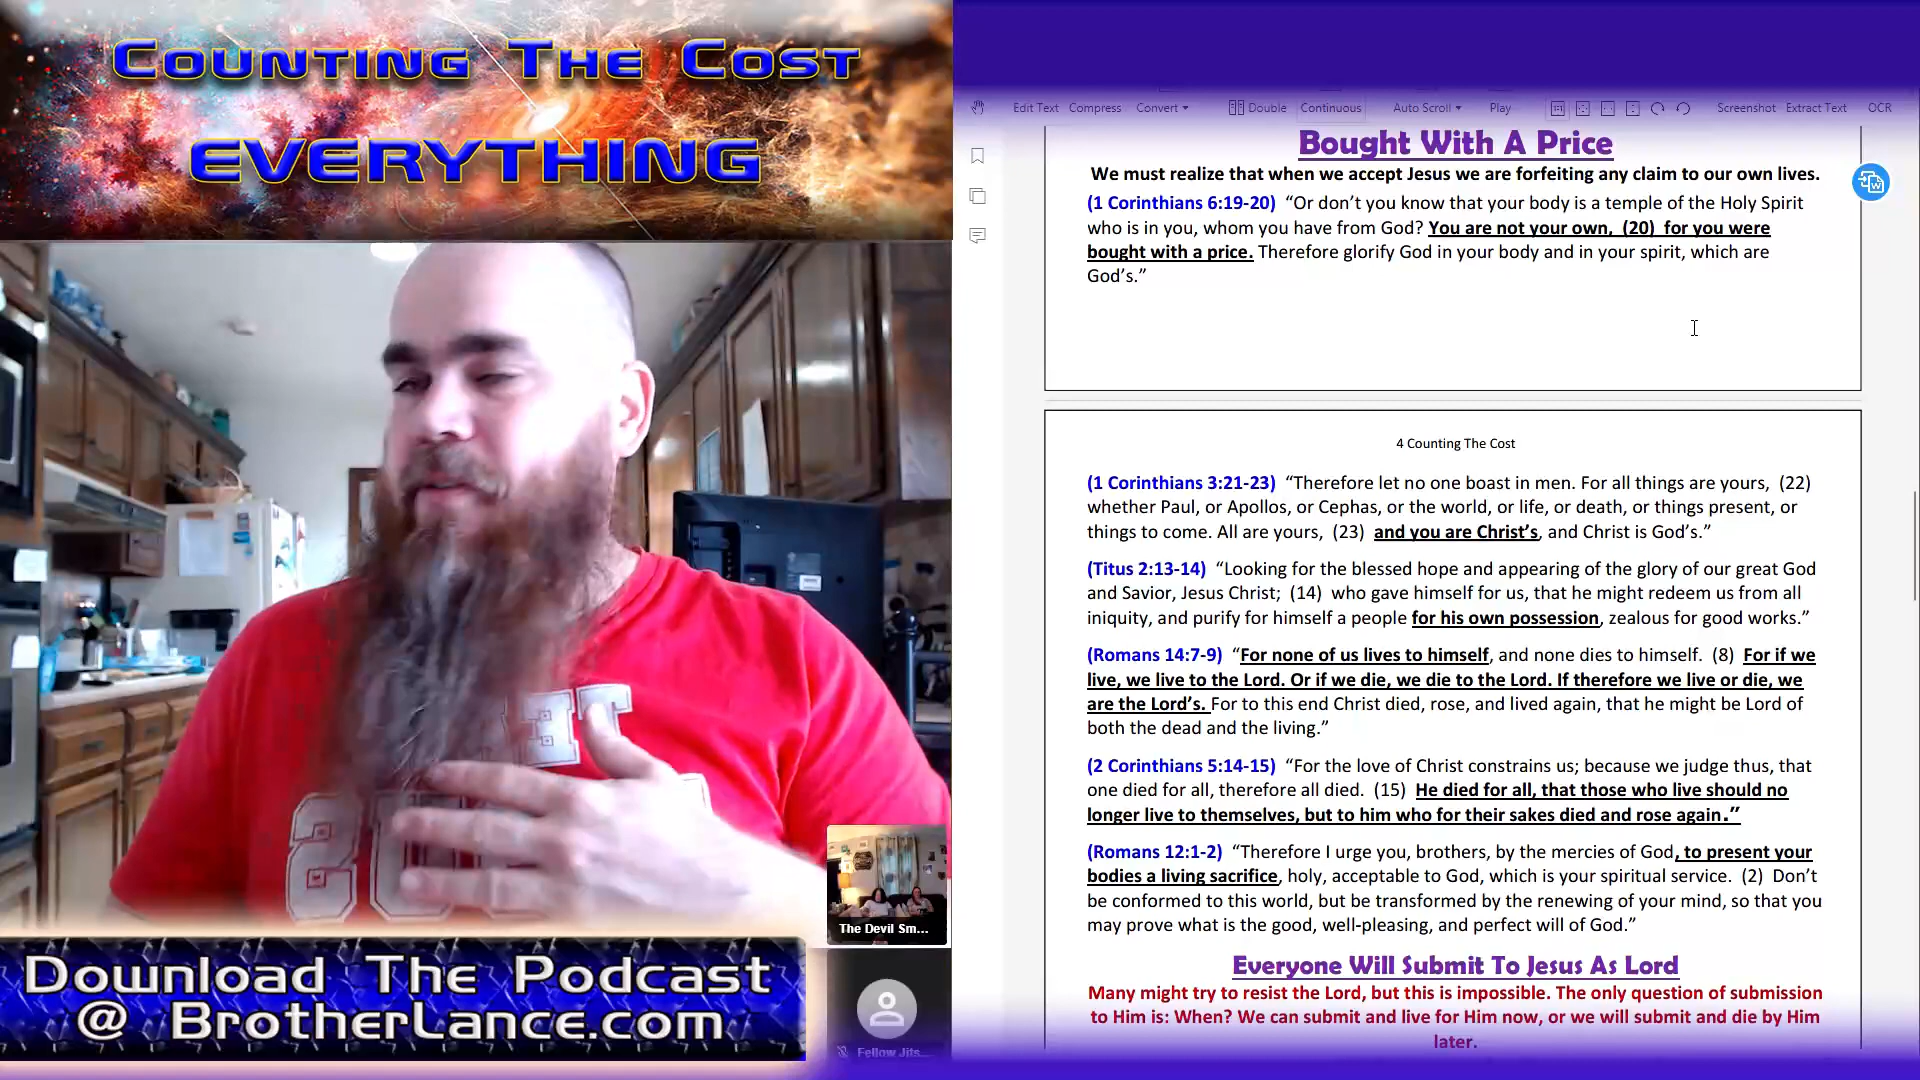 Counting The Cost
EVERYTHING
Edit Text Compress Convert Double Continuous Auto Scroll Play Screenshot Extract Text OCR
Bought With A Price
We must realize that when we accept Jesus we are forfeiting any claim to our own lives.
(1 Corinthians 6:19-20) “Or don’t you know that your body is a temple of the Holy Spirit
who is in you, whom you have from God? You are not your own, (20) for you were
bought with a price. Therefore glorify God in your body and in your spirit, which are
God’s.”
4 Counting The Cost
(1 Corinthians 3:21-23) “Therefore let no one boast in men. For all things are yours, (22)
whether Paul, or Apollos, or Cephas, or the world, or life, or death, or things present, or
things to come. All are yours, (23) and you are Christ’s, and Christ is God’s.”
(Titus 2:13-14) “Looking for the blessed hope and appearing of the glory of our great God
and Savior, Jesus Christ; (14) who gave himself for us, that he might redeem us from all
iniquity, and purify for himself a people for his own possession, zealous for good works.”
(Romans 14:7-9) “For none of us lives to himself, and none dies to himself. (8) For if we
live, we live to the Lord. Or if we die, we die to the Lord. If therefore we live or die, we
are the Lord’s. For to this end Christ died, rose, and lived again, that he might be Lord of
both the dead and the living.”
(2 Corinthians 5:14-15) “For the love of Christ constrains us; because we judge thus, that
one died for all, therefore all died. (15) He died for all, that those who live should no
longer live to themselves, but to him who for their sakes died and rose again.”
(Romans 12:1-2) “Therefore I urge you, brothers, by the mercies of God, to present your
bodies a living sacrifice, holy, acceptable to God, which is your spiritual service. (2) Don’t
be conformed to this world, but be transformed by the renewing of your mind, so that you
may prove what is the good, well-pleasing, and perfect will of God.”
Everyone Will Submit To Jesus As Lord
Many might try to resist the Lord, but this is impossible. The only question of submission
to Him is: When? We can submit and live for Him now, or we will submit and die by Him
later.
The Devil Sm...
Fellow Jits...
Download The Podcast
@ BrotherLance.com